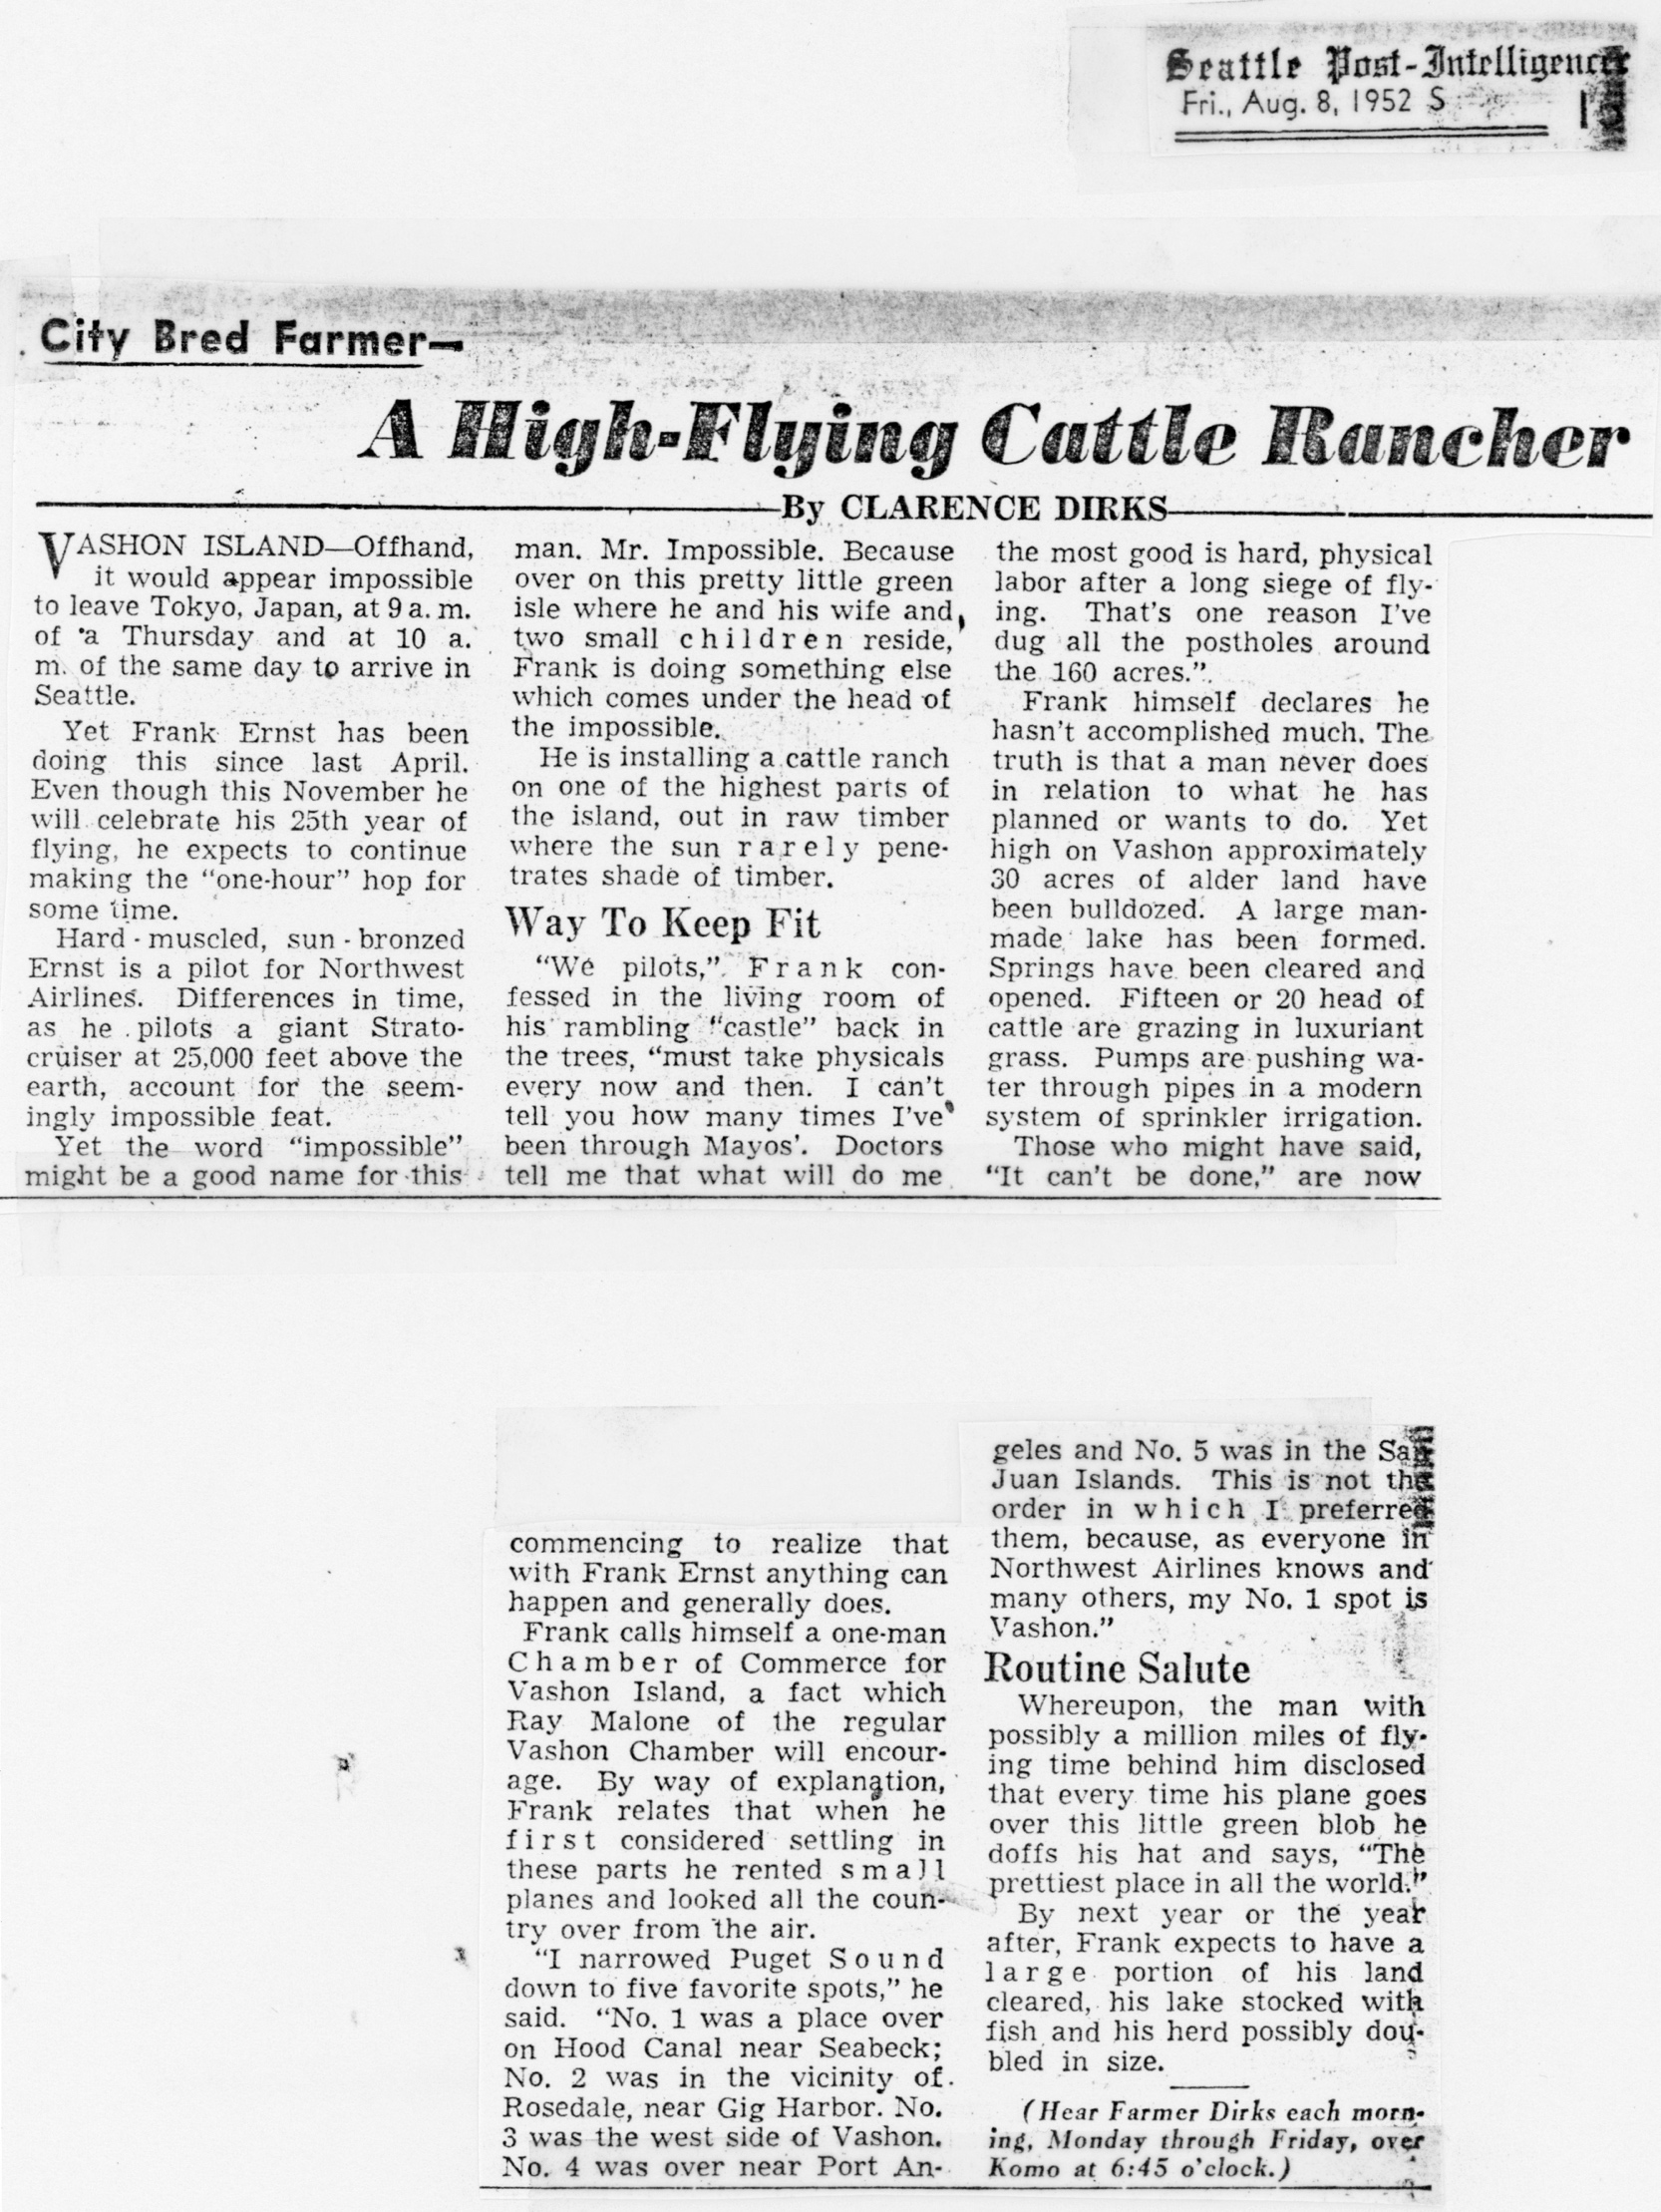 Seattle Post-Intelligencer
Fri., Aug. 8, 1952 S
City Bred Farmer—
A High-Flying Cattle Rancher
By CLARENCE DIRKS
VASHON ISLAND—Offhand,
it would appear impossible
to leave Tokyo, Japan, at 9 a. m.
of a Thursday and at 10 a.
m. of the same day to arrive in
Seattle.
Yet Frank Ernst has been
doing this since last April.
Even though this November he
will celebrate his 25th year of
flying, he expects to continue
making the "one-hour" hop for
some time.
Hard-muscled, sun-bronzed
Ernst is a pilot for Northwest
Airlines. Differences in time,
as he pilots a giant Strato-
cruiser at 25,000 feet above the
earth, account for the seem-
ingly impossible feat.
Yet the word "impossible"
might be a good name for this
man. Mr. Impossible. Because
over on this pretty little green
isle where he and his wife and
two small children reside,
Frank is doing something else
which comes under the head of
the impossible.
He is installing a cattle ranch
on one of the highest parts of
the island, out in raw timber
where the sun rarely pene-
trates shade of timber.
Way To Keep Fit
"We pilots," Frank con-
fessed in the living room of
his rambling "castle" back in
the trees, "must take physicals
every now and then. I can't
tell you how many times I've
been through Mayos'. Doctors
tell me that what will do me
the most good is hard, physical
labor after a long siege of fly-
ing. That's one reason I've
dug all the postholes around
the 160 acres."
Frank himself declares he
hasn't accomplished much. The
truth is that a man never does
in relation to what he has
planned or wants to do. Yet
high on Vashon approximately
30 acres of alder land have
been bulldozed. A large man-
made lake has been formed.
Springs have been cleared and
opened. Fifteen or 20 head of
cattle are grazing in luxuriant
grass. Pumps are pushing wa-
ter through pipes in a modern
system of sprinkler irrigation.
Those who might have said,
"It can't be done," are now
commencing to realize that
with Frank Ernst anything can
happen and generally does.
Frank calls himself a one-man
Chamber of Commerce for
Vashon Island, a fact which
Ray Malone of the regular
Vashon Chamber will encour-
age. By way of explanation,
Frank relates that when he
first considered settling in
these parts he rented small
planes and looked all the coun-
try over from the air.
"I narrowed Puget Sound
down to five favorite spots," he
said. "No. 1 was a place over
on Hood Canal near Seabeck;
No. 2 was in the vicinity of
Rosedale, near Gig Harbor. No.
3 was the west side of Vashon.
No. 4 was over near Port An-
geles and No. 5 was in the San
Juan Islands. This is not the
order in which I preferred
them, because, as everyone in
Northwest Airlines knows and
many others, my No. 1 spot is
Vashon."
Routine Salute
Whereupon, the man with
possibly a million miles of fly-
ing time behind him disclosed
that every time his plane goes
over this little green blob he
doffs his hat and says, "The
prettiest place in all the world."
By next year or the year
after, Frank expects to have a
large portion of his land
cleared, his lake stocked with
fish and his herd possibly dou-
bled in size.
(Hear Farmer Dirks each morn-
ing, Monday through Friday, over
Komo at 6:45 o'clock.)